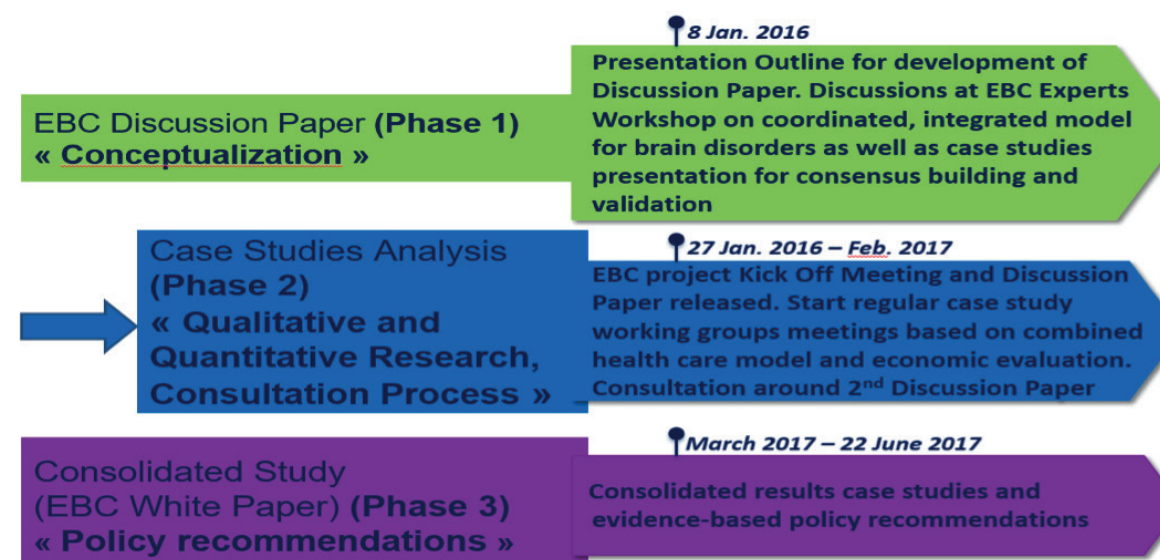 8 Jan. 2016
EBC Discussion Paper (Phase 1)
« Conceptualization »
Presentation Outline for development of
Discussion Paper. Discussions at EBC Experts
Workshop on coordinated, integrated model
for brain disorders as well as case studies
presentation for consensus building and
validation
27 Jan. 2016 – Feb. 2017
Case Studies Analysis
(Phase 2)
« Qualitative and
Quantitative Research,
Consultation Process »
EBC project Kick Off Meeting and Discussion
Paper released. Start regular case study
working groups meetings based on combined
health care model and economic evaluation.
Consultation around 2nd Discussion Paper
March 2017 – 22 June 2017
Consolidated Study
(EBC White Paper) (Phase 3)
« Policy recommendations »
Consolidated results case studies and
evidence-based policy recommendations